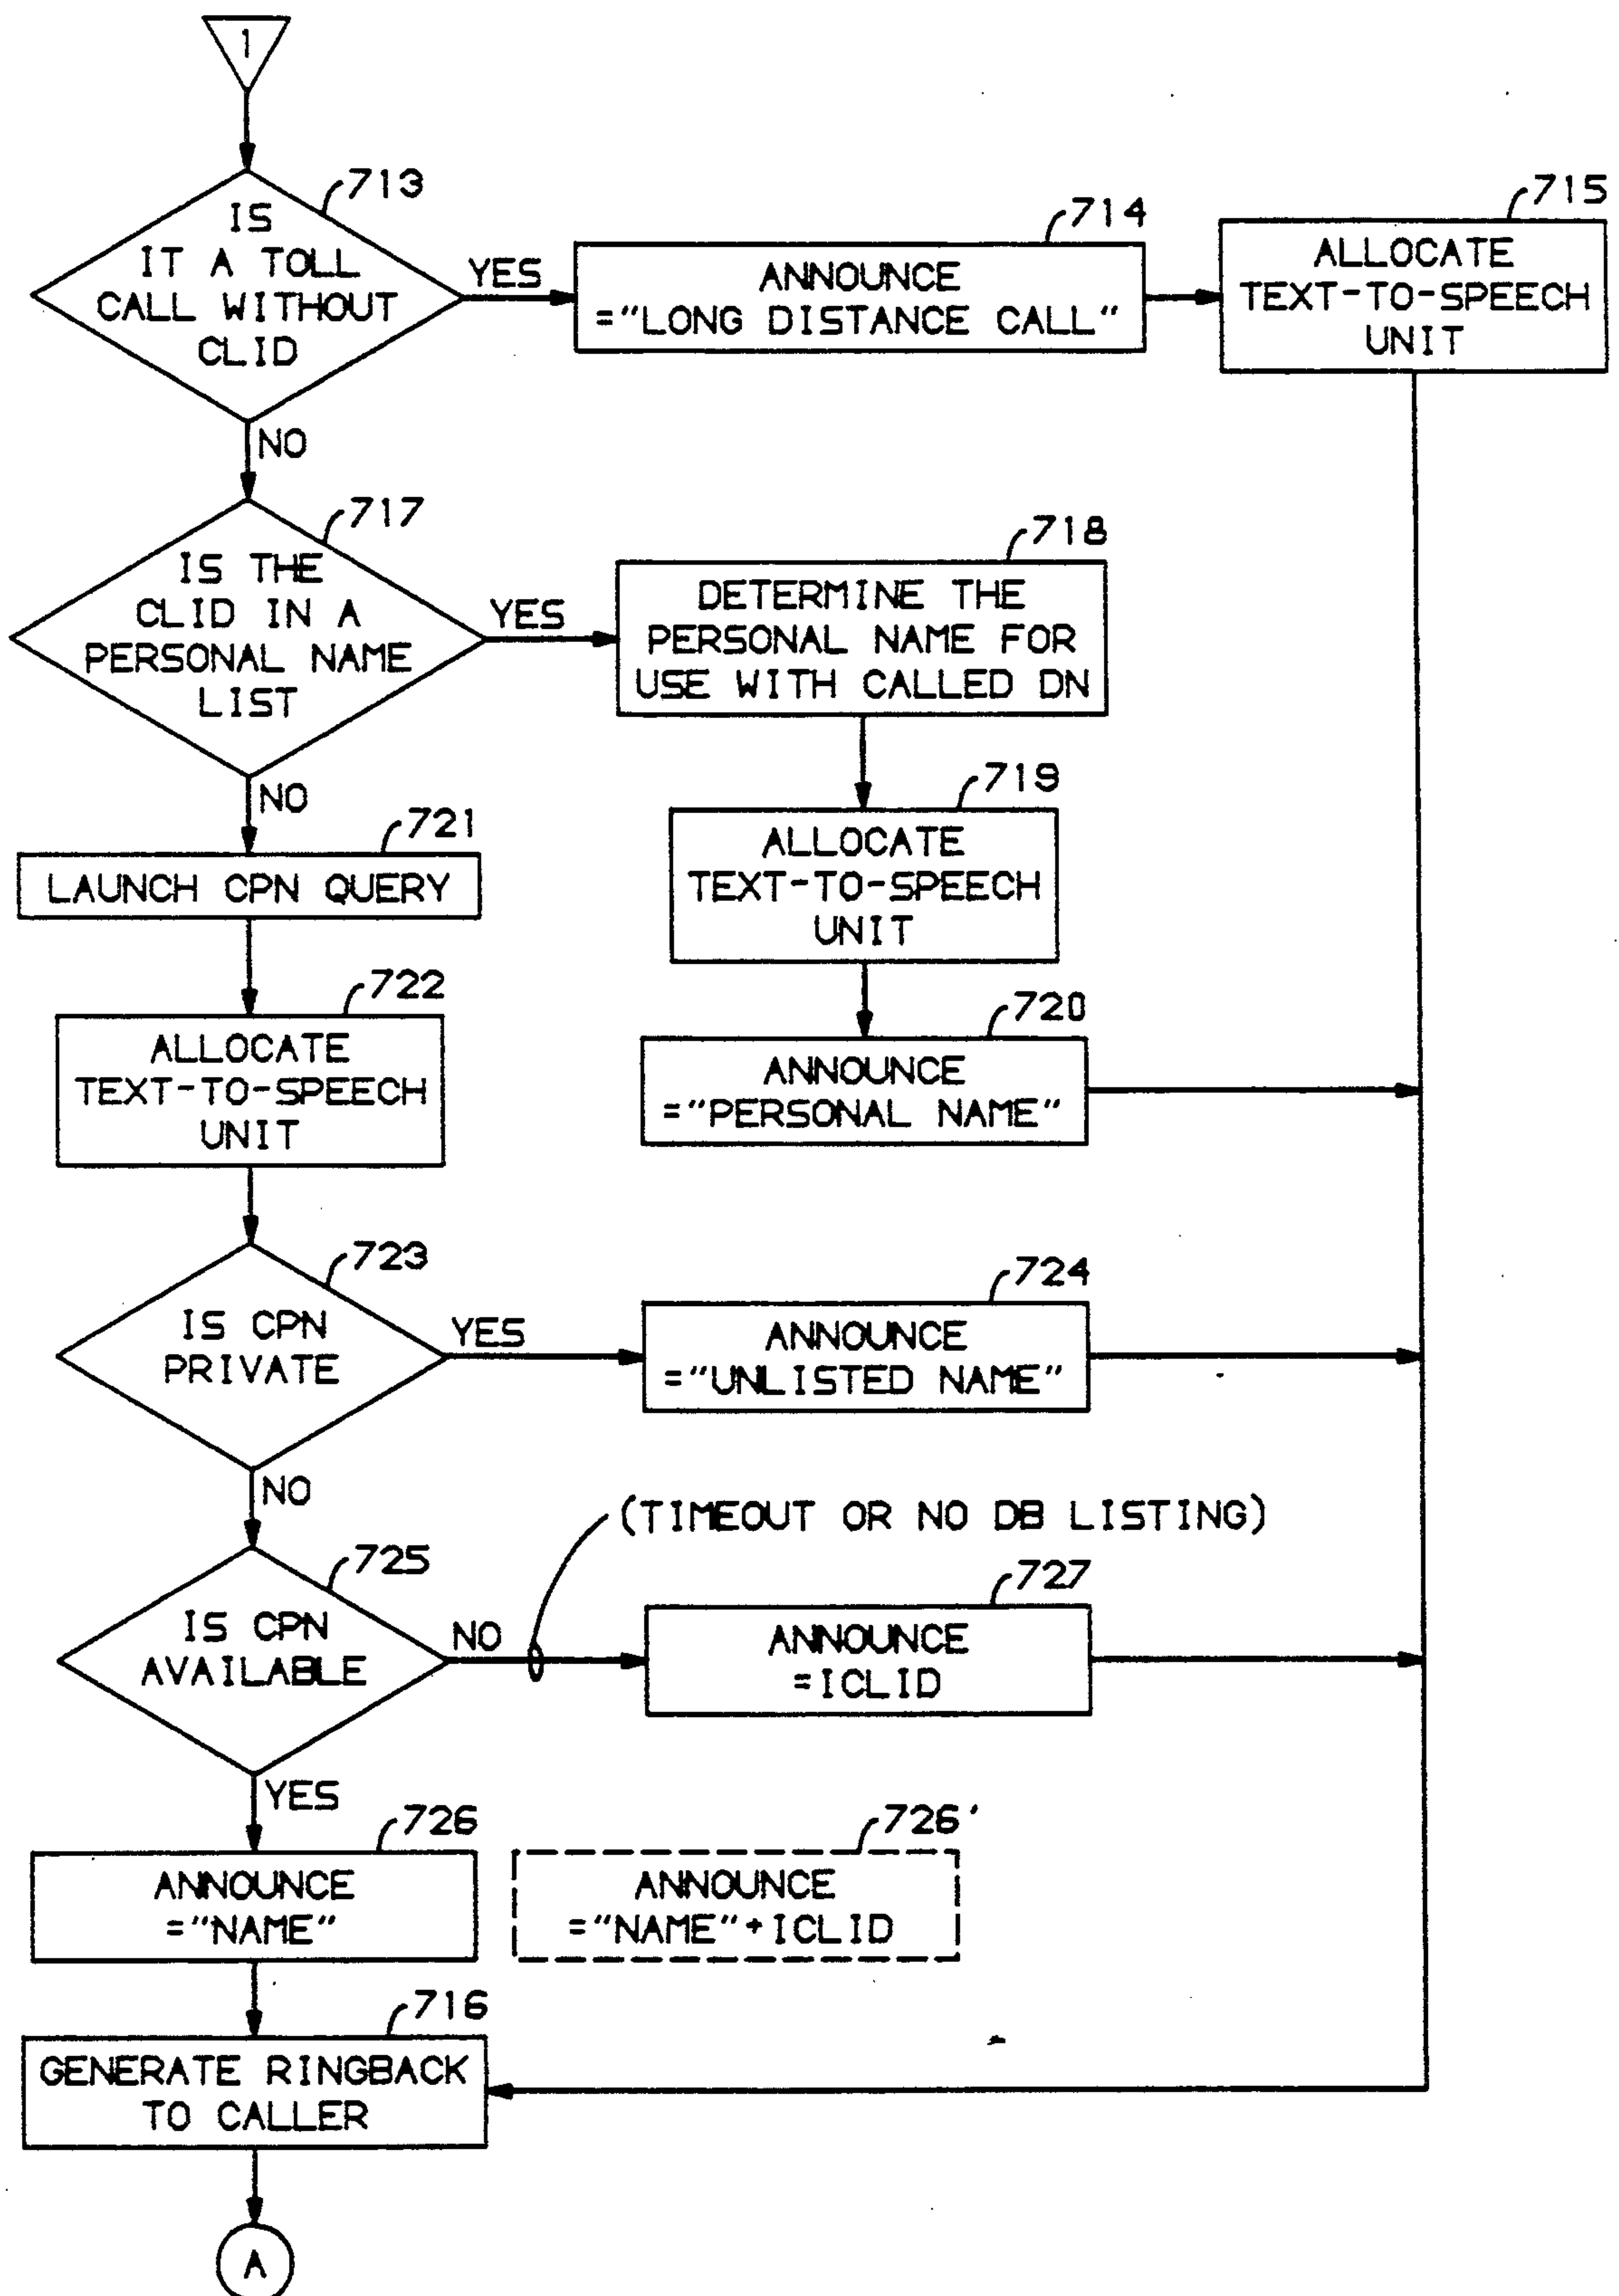 1
713
IS
IT A TOLL
CALL WITHOUT
CLID
YES
714
ANNOUNCE
="LONG DISTANCE CALL"
715
ALLOCATE
TEXT-TO-SPEECH
UNIT
NO
717
IS THE
CLID IN A
PERSONAL NAME
LIST
YES
718
DETERMINE THE
PERSONAL NAME FOR
USE WITH CALLED DN
719
ALLOCATE
TEXT-TO-SPEECH
UNIT
720
ANNOUNCE
="PERSONAL NAME"
NO
721
LAUNCH CPN QUERY
722
ALLOCATE
TEXT-TO-SPEECH
UNIT
723
IS CPN
PRIVATE
YES
724
ANNOUNCE
="UNLISTED NAME"
NO
(TIMEOUT OR NO DB LISTING)
725
IS CPN
AVAILABLE
NO
727
ANNOUNCE
=ICLID
YES
726
ANNOUNCE
="NAME"
726'
ANNOUNCE
="NAME"+ICLID
716
GENERATE RINGBACK
TO CALLER
A